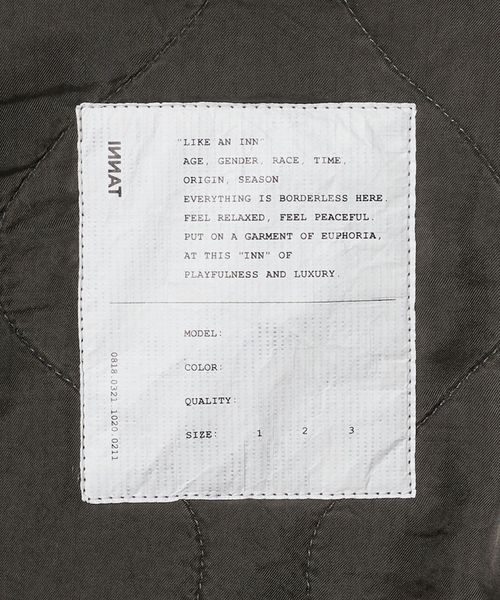 INNAT
"LIKE AN INN"
AGE, GENDER, RACE, TIME,
ORIGIN, SEASON
EVERYTHING IS BORDERLESS HERE.
FEEL RELAXED, FEEL PEACEFUL.
PUT ON A GARMENT OF EUPHORIA,
AT THIS "INN" OF
PLAYFULNESS AND LUXURY.
MODEL:
COLOR:
QUALITY:
SIZE: 1 2 3
0818 0321 1020 0211